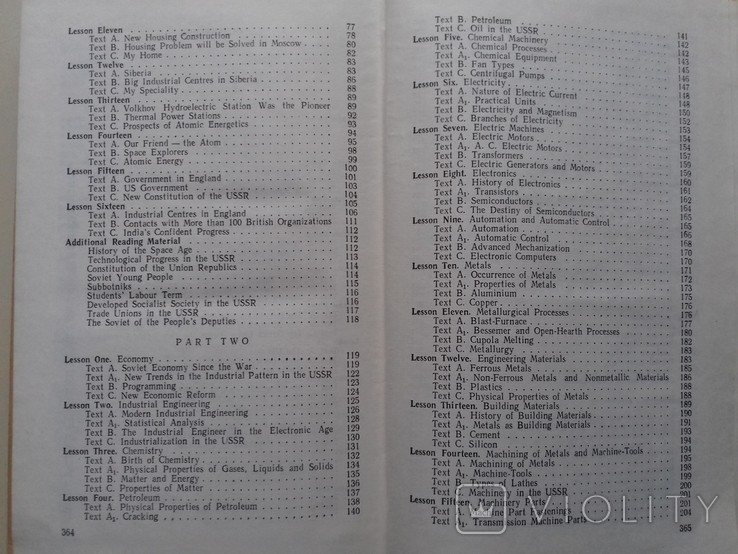 Lesson Eleven . . . 77
Text A. New Housing Construction . . . 78
Text B. Housing Problem will be Solved in Moscow . . . 80
Text C. My Home . . . 82
Lesson Twelve . . . 83
Text A. Siberia . . . 83
Text B. Big Industrial Centres in Siberia . . . 86
Text C. My Speciality . . . 88
Lesson Thirteen . . . 89
Text A. Volkhov Hydroelectric Station Was the Pioneer 89
Text B. Thermal Power Stations . . . 92
Text C. Prospects of Atomic Energetics . . . 93
Lesson Fourteen . . . 94
Text A. Our Friend — the Atom . . . 95
Text B. Space Explorers . . . 98
Text C. Atomic Energy . . . 99
Lesson Fifteen . . . 100
Text A. Government in England . . . 101
Text B. US Government . . . 103
Text C. New Constitution of the USSR . . . 104
Lesson Sixteen . . . 105
Text A. Industrial Centres in England . . . 106
Text B. Contacts with More than 100 British Organizations 111
Text C. India's Confident Progress . . . 112
Additional Reading Material . . . 112
History of the Space Age . . . 112
Technological Progress in the USSR . . . 113
Constitution of the Union Republics . . . 114
Soviet Young People . . . 114
Subbotniks . . . 115
Students' Labour Term . . . 116
Developed Socialist Society in the USSR . . . 116
Trade Unions in the USSR . . . 117
The Soviet of the People's Deputies . . . 118
PART TWO
Lesson One. Economy . . . 119
Text A. Soviet Economy Since the War . . . 119
Text A₁. New Trends in the Industrial Pattern in the USSR 122
Text B. Programming . . . 123
Text C. New Economic Reform . . . 124
Lesson Two. Industrial Engineering . . . 125
Text A. Modern Industrial Engineering . . . 126
Text A₁. Statistical Analysis . . . 128
Text B. The Industrial Engineer in the Electronic Age 129
Text C. Industrialization in the USSR . . . 130
Lesson Three. Chemistry . . . 131
Text A. Birth of Chemistry . . . 132
Text A₁. Physical Properties of Gases, Liquids and Solids 134
Text B. Matter and Energy . . . 135
Text C. Properties of Matter . . . 136
Lesson Four. Petroleum . . . 137
Text A. Physical Properties of Petroleum . . . 138
Text A₁. Cracking . . . 140
364
Text B. Petroleum
Text C. Oil in the USSR
Lesson Five. Chemical Machinery . . . 141
Text A. Chemical Processes . . . 142
Text A₁. Chemical Equipment . . . 142
Text B. Fan Types . . . 143
Text C. Centrifugal Pumps . . . 145
Lesson Six. Electricity . . . 146
Text A. Nature of Electric Current . . . 147
Text A₁. Practical Units . . . 148
Text B. Electricity and Magnetism . . . 148
Text C. Branches of Electricity . . . 150
Lesson Seven. Electric Machines . . . 152
Text A. Electric Motors . . . 153
Text A₁. A. C. Electric Motors . . . 154
Text B. Transformers . . . 154
Text C. Electric Generators and Motors . . . 157
Lesson Eight. Electronics . . . 159
Text A. History of Electronics . . . 159
Text A₁. Transistors . . . 160
Text B. Semiconductors . . . 161
Text C. The Destiny of Semiconductors . . . 164
Lesson Nine. Automation and Automatic Control . . . 165
Text A. Automation . . . 165
Text A₁. Automatic Control . . . 166
Text B. Advanced Mechanization . . . 168
Text C. Electronic Computers . . . 170
Lesson Ten. Metals . . . 170
Text A. Occurrence of Metals . . . 171
Text A₁. Properties of Metals . . . 172
Text B. Aluminium . . . 175
Text C. Copper . . . 176
Lesson Eleven. Metallurgical Processes . . . 176
Text A. Blast-Furnace . . . 177
Text A₁. Bessemer and Open-Hearth Processes . . . 180
Text B. Cupola Melting . . . 182
Text C. Metallurgy . . . 183
Lesson Twelve. Engineering Materials . . . 183
Text A. Ferrous Metals . . . 183
Text A₁. Non-Ferrous Metals and Nonmetallic Materials 186
Text B. Plastics . . . 188
Text C. Physical Properties of Metals . . . 188
Lesson Thirteen. Building Materials . . . 189
Text A. History of Building Materials . . . 190
Text A₁. Metals as Building Materials . . . 191
Text B. Cement . . . 193
Text C. Silicon . . . 194
Lesson Fourteen. Machining of Metals and Machine-Tools 194
Text A. Machining of Metals . . . 195
Text A₁. Machine-Tools . . . 198
Text B. Types of Lathes . . . 199
Text C. Machinery in the USSR . . . 200
Lesson Fifteen. Machinery Parts . . . 201
Text A. Machine Part Fastenings . . . 201
Text A₁. Transmission Machine Parts . . . 204
365
VIOLITY